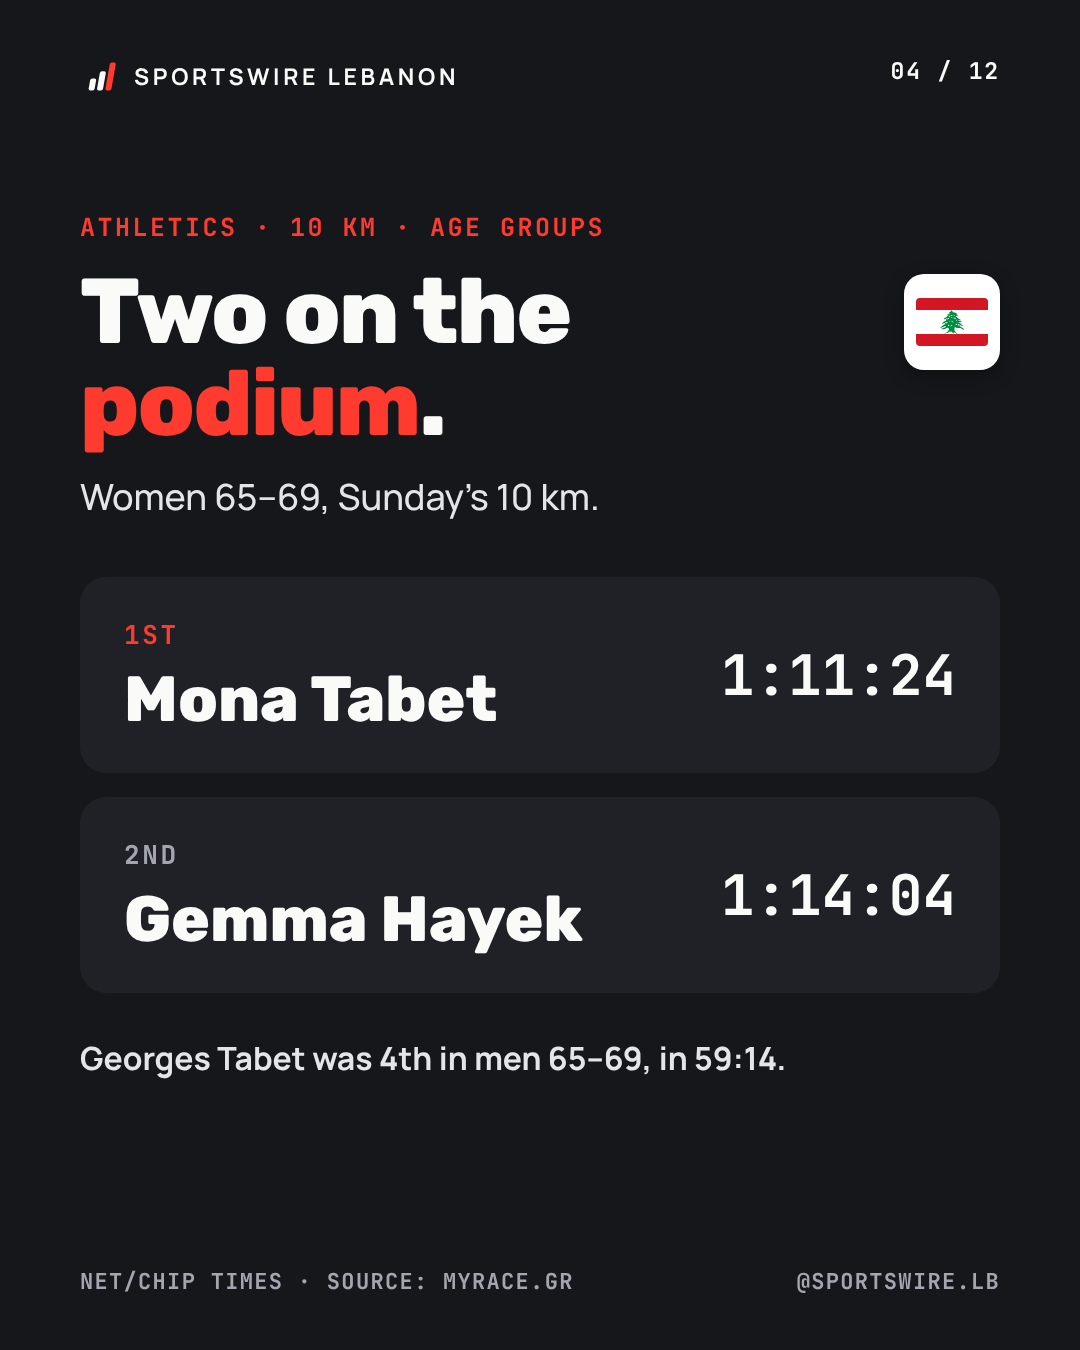 SPORTSWIRE LEBANON
04 / 12
ATHLETICS · 10 KM · AGE GROUPS
Two on the
podium.
Women 65–69, Sunday’s 10 km.
1ST
Mona Tabet
1:11:24
2ND
Gemma Hayek
1:14:04
Georges Tabet was 4th in men 65–69, in 59:14.
NET/CHIP TIMES · SOURCE: MYRACE.GR
@SPORTSWIRE.LB